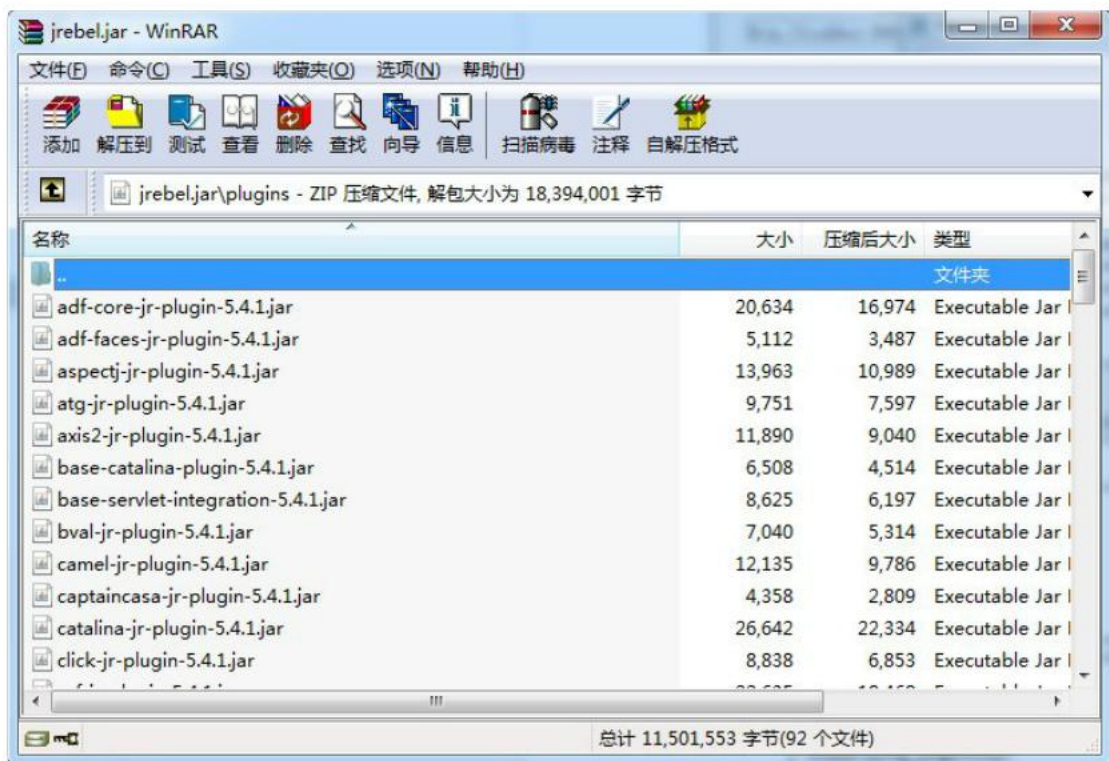 jrebel.jar - WinRAR
文件(F) 命令(C) 工具(S) 收藏夹(O) 选项(N) 帮助(H)
添加 解压到 测试 查看 删除 查找 向导 信息 扫描病毒 注释 自解压格式
jrebel.jar\plugins - ZIP 压缩文件, 解包大小为 18,394,001 字节
名称 大小 压缩后大小 类型
.. 文件夹
adf-core-jr-plugin-5.4.1.jar 20,634 16,974 Executable Jar
adf-faces-jr-plugin-5.4.1.jar 5,112 3,487 Executable Jar
aspectj-jr-plugin-5.4.1.jar 13,963 10,989 Executable Jar
atg-jr-plugin-5.4.1.jar 9,751 7,597 Executable Jar
axis2-jr-plugin-5.4.1.jar 11,890 9,040 Executable Jar
base-catalina-plugin-5.4.1.jar 6,508 4,514 Executable Jar
base-servlet-integration-5.4.1.jar 8,625 6,197 Executable Jar
bval-jr-plugin-5.4.1.jar 7,040 5,314 Executable Jar
camel-jr-plugin-5.4.1.jar 12,135 9,786 Executable Jar
captaincasa-jr-plugin-5.4.1.jar 4,358 2,809 Executable Jar
catalina-jr-plugin-5.4.1.jar 26,642 22,334 Executable Jar
click-jr-plugin-5.4.1.jar 8,838 6,853 Executable Jar
总计 11,501,553 字节(92 个文件)